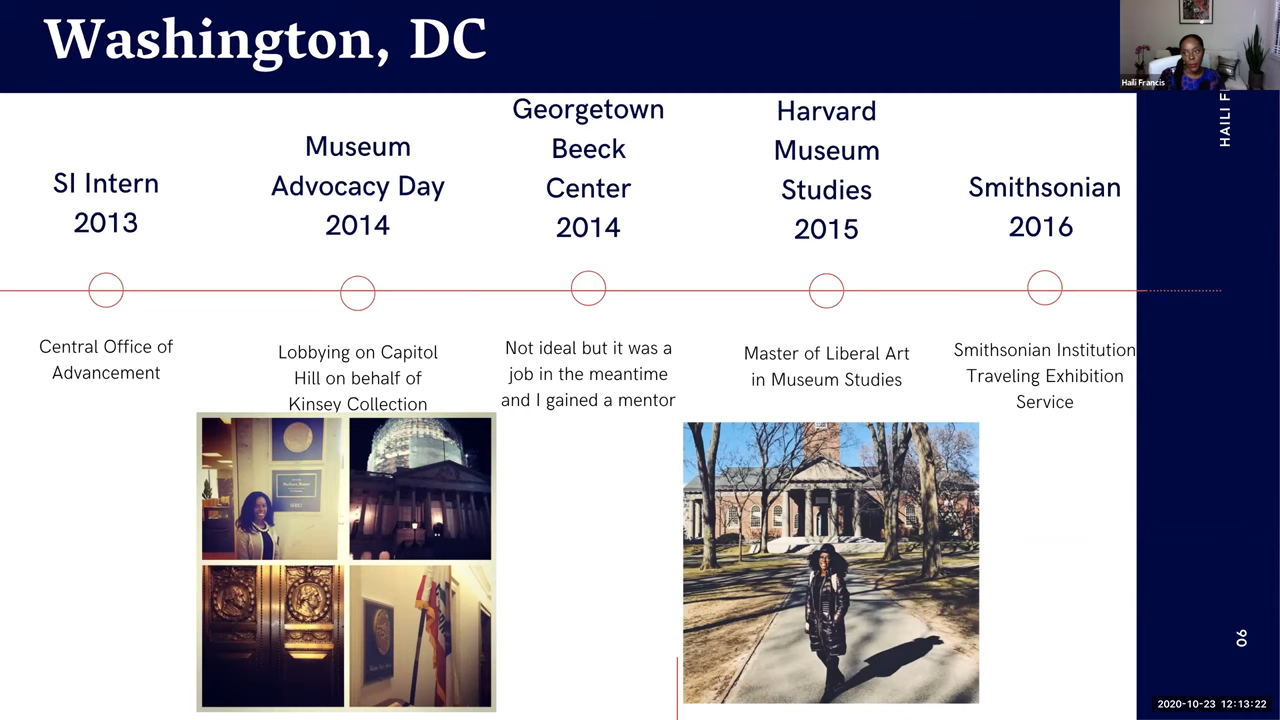 Washington, DC
Haili Francis
HAILI F
SI Intern
2013
Museum
Advocacy Day
2014
Georgetown
Beeck
Center
2014
Harvard
Museum
Studies
2015
Smithsonian
2016
Central Office of
Advancement
Lobbying on Capitol
Hill on behalf of
Kinsey Collection
Not ideal but it was a
job in the meantime
and I gained a mentor
Master of Liberal Art
in Museum Studies
Smithsonian Institution
Traveling Exhibition
Service
06
2020-10-23 12:13:22